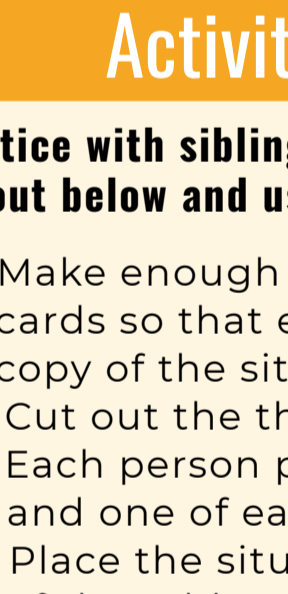 Activit
tice with sibling
out below and us
Make enough
cards so that e
copy of the sit
Cut out the th
Each person p
and one of ea
Place the situ